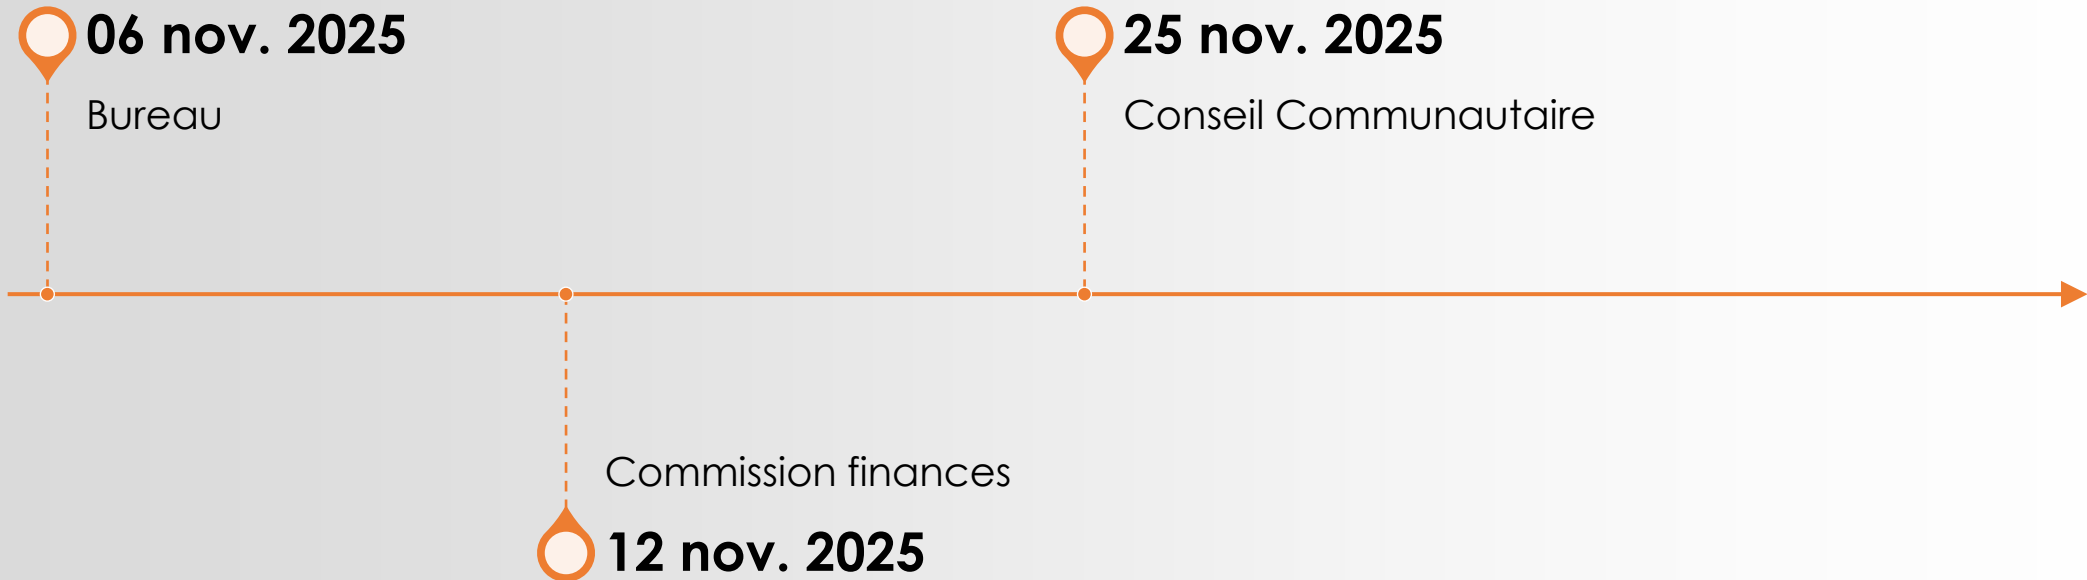 06 nov. 2025
Bureau
25 nov. 2025
Conseil Communautaire
Commission finances
12 nov. 2025